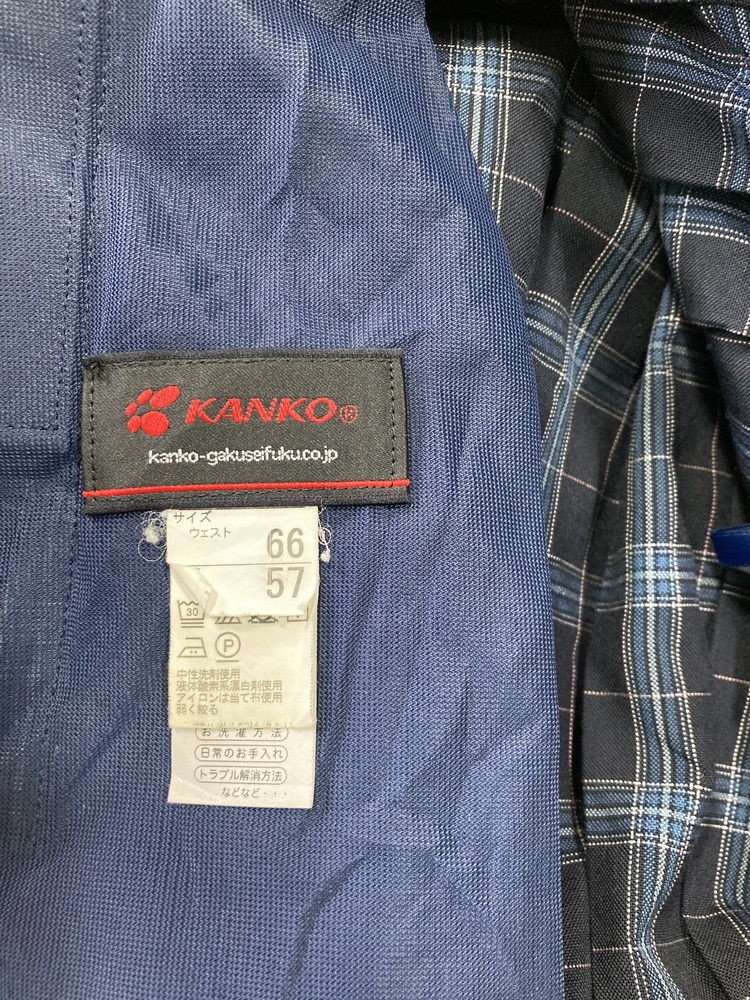 KANKO®
kanko-gakuseifuku.co.jp
サイズ
ウェスト
66
57
30
P
中性洗剤使用
液体酸素系漂白剤使用
アイロンは当て布使用
弱く絞る
お洗濯方法
日常のお手入れ
トラブル解消方法
などなど・・・